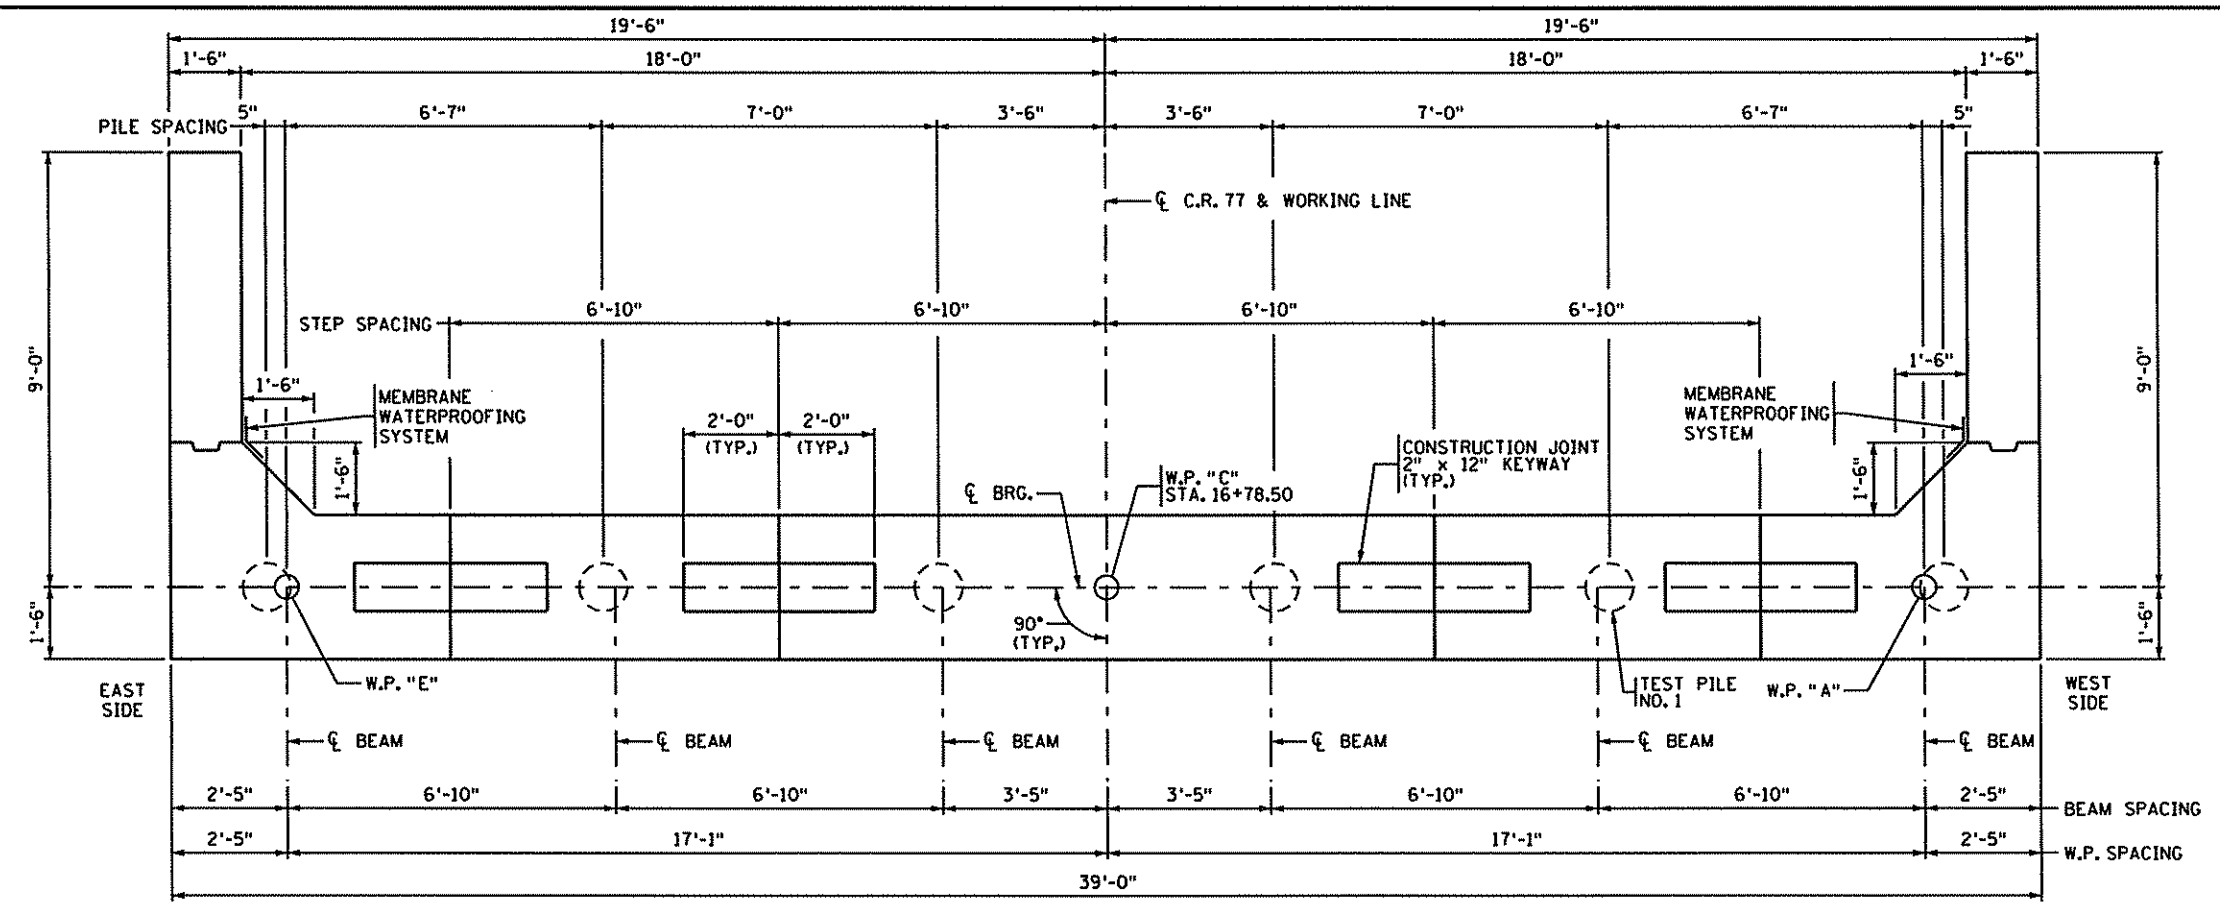 19'-6" 19'-6"
1'-6" 18'-0" 18'-0" 1'-6"
PILE SPACING 5" 6'-7" 7'-0" 3'-6" 3'-6" 7'-0" 6'-7" 5"
℄ C.R. 77 & WORKING LINE
STEP SPACING 6'-10" 6'-10" 6'-10" 6'-10"
9'-0" 9'-0"
1'-6" 1'-6"
MEMBRANE
WATERPROOFING
SYSTEM
MEMBRANE
WATERPROOFING
SYSTEM
2'-0" 2'-0"
(TYP.) (TYP.)
CONSTRUCTION JOINT
2" x 12" KEYWAY
(TYP.)
1'-6" 1'-6"
℄ BRG.
W.P. "C"
STA. 16+78.50
1'-6" 1'-6"
90°
(TYP.)
EAST
SIDE
W.P. "E"
TEST PILE
NO. 1
W.P. "A"
WEST
SIDE
℄ BEAM ℄ BEAM ℄ BEAM ℄ BEAM ℄ BEAM ℄ BEAM
2'-5" 6'-10" 6'-10" 3'-5" 3'-5" 6'-10" 6'-10" 2'-5" BEAM SPACING
2'-5" 17'-1" 17'-1" 2'-5" W.P. SPACING
39'-0"